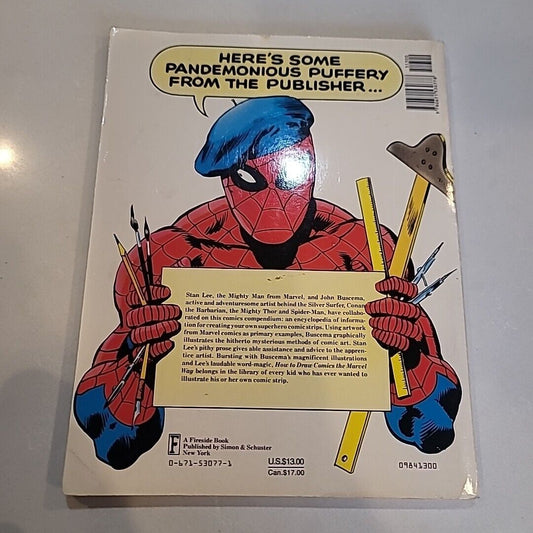 HERE'S SOME
PANDEMONIOUS PUFFERY
FROM THE PUBLISHER...
Stan Lee, the Mighty Man from Marvel, and John Buscema,
active and adventuresome artist behind the Silver Surfer, Conan
the Barbarian, the Mighty Thor and Spider-Man, have collabo-
rated on this comics compendium: an encyclopedia of informa-
tion for creating your own superhero comic strips. Using artwork
from Marvel comics as primary examples, Buscema graphically
illustrates the hitherto mysterious methods of comic art. Stan
Lee's pithy prose gives able assistance and advice to the appren-
tice artist. Bursting with Buscema's magnificent illustrations
and Lee's laudable word-magic, How to Draw Comics the Marvel
Way belongs in the library of every kid who has ever wanted to
illustrate his or her own comic strip.
F
A Fireside Book
Published by Simon & Schuster
New York
0-671-53077-1
U.S.$13.00
Can.$17.00
09841300